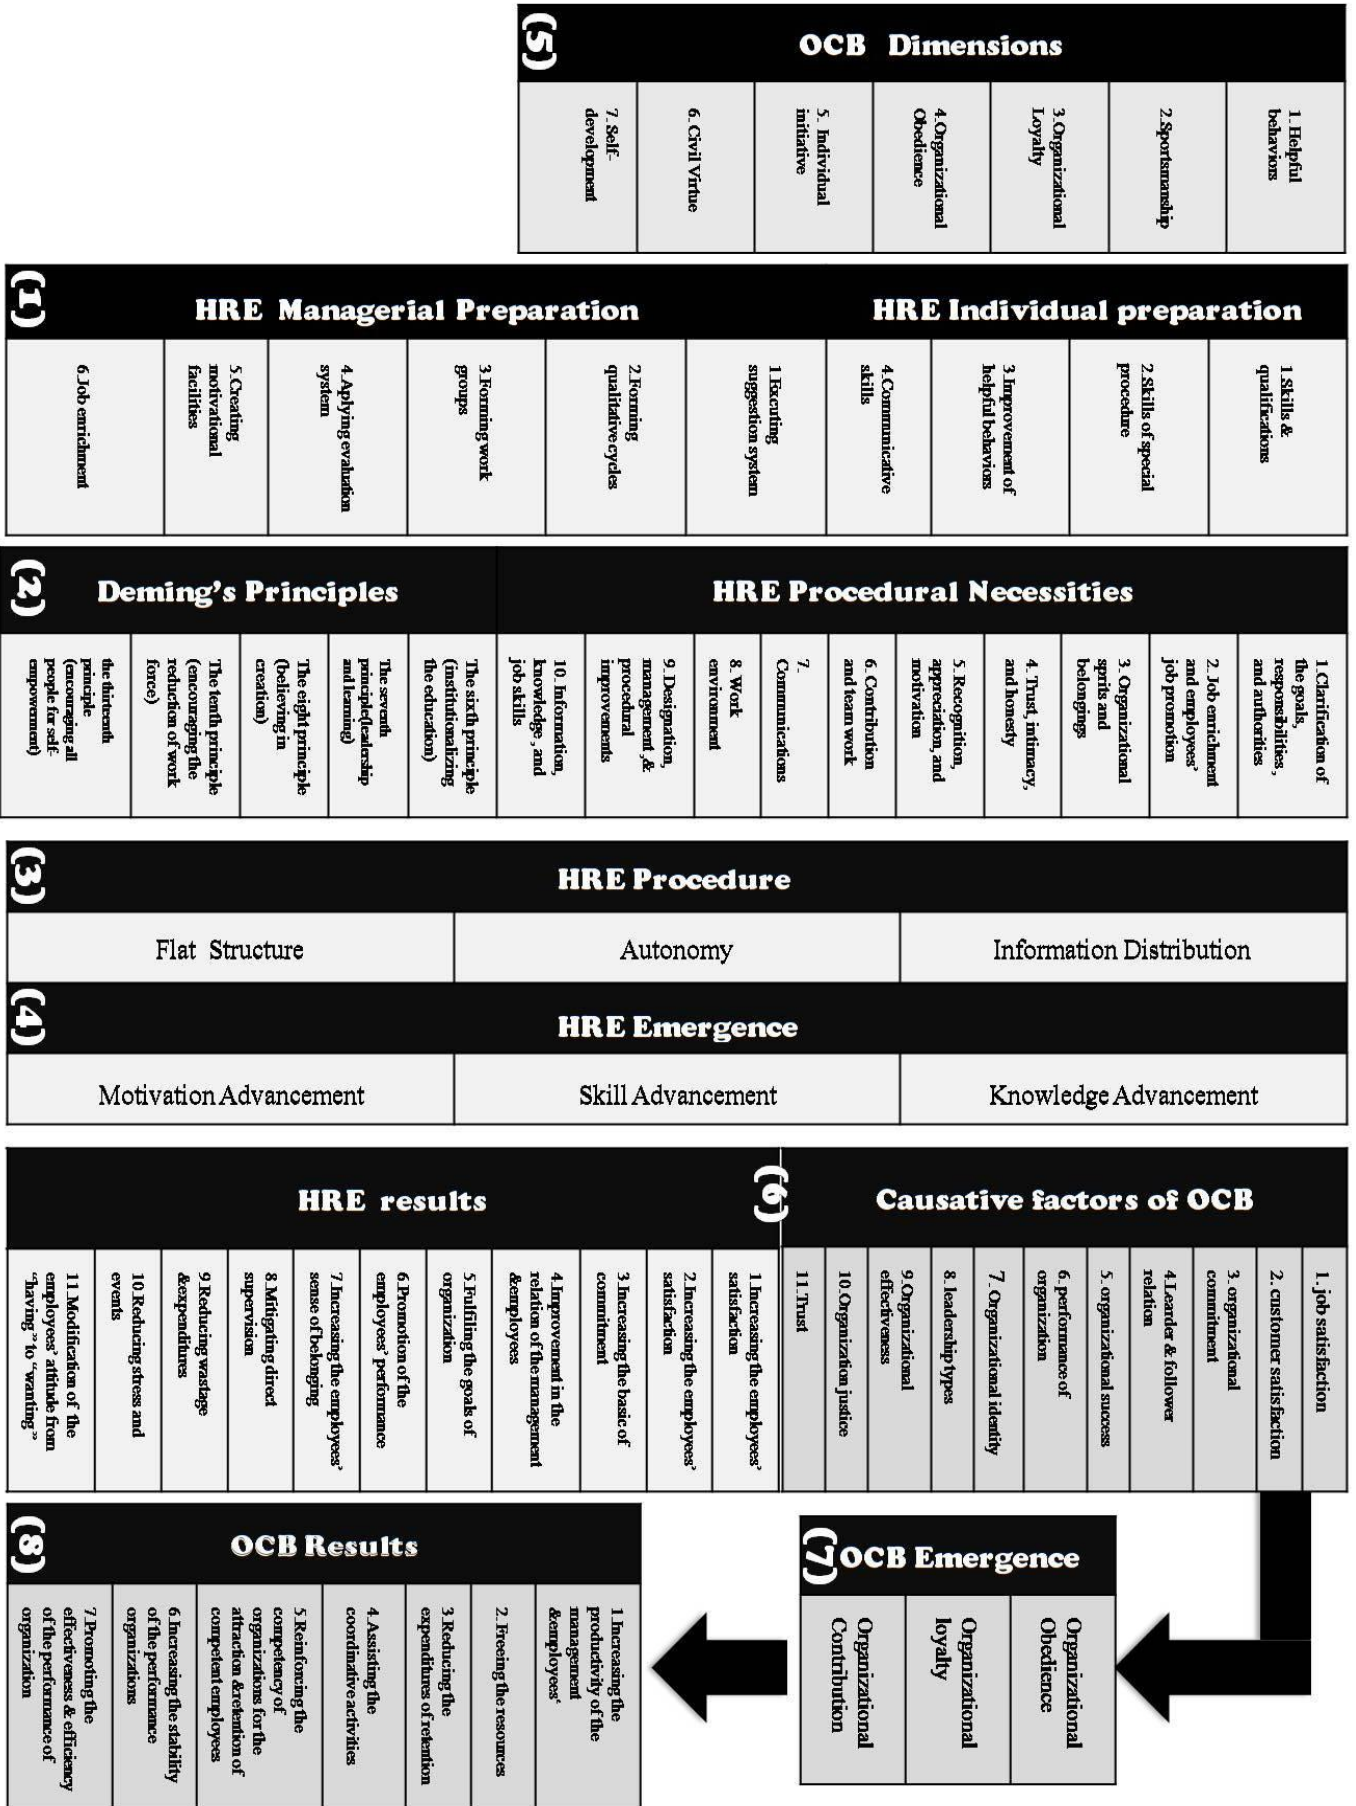 (5)
OCB Dimensions
1. Helpful
behaviors
2.Sportsmanship
3.Organizational
Loyalty
4.Organizational
Obedience
5. Individual
initiative
6. Civil Virtue
7. Self-
development
(1)
HRE Managerial Preparation
HRE Individual preparation
1.Skills &
qualifications
2.Skills of special
procedure
3.Improvement of
helpful behaviors
4.Communicative
skills
1.Excuting
suggestion system
2.Forming
qualitative cycles
3.Forming work
groups
4.Aplying evaluation
system
5.Creating
motivational
facilities
6.Job enrichment
(2)
Deming's Principles
HRE Procedural Necessities
1.Clarification of
the goals,
responsibilities,
and authorities
2. Job enrichment
and employees'
job promotion
3. Organizational
sprits and
belongings
4. Trust, intimacy,
and honesty
5. Recognition,
appreciation, and
motivation
6. Contribution
and team work
7.
Communications
8. Work
environment
9. Designation,
management ,&
procedural
improvements
10. Information,
knowledge , and
job skills
The sixth principle
(institutionalizing
the education)
The seventh
principle(leadership
and learning)
The eight principle
(believing in
creation)
The tenth principle
(encouraging the
reduction of work
force)
the thirteenth
principle
(encouraging all
people for self-
empowerment)
(3)
HRE Procedure
Flat Structure
Autonomy
Information Distribution
(4)
HRE Emergence
Motivation Advancement
Skill Advancement
Knowledge Advancement
HRE results
(6)
Causative factors of OCB
1. job satisfaction
2. customer satisfaction
3. organizational
commitment
4.Learder & follower
relation
5. organizational success
6. performance of
organization
7. Organizational identity
8. leadership types
9.Organizational
effectiveness
10.Organization justice
11.Trust
1.Increasing the employees'
satisfaction
2.Increasing the employees'
satisfaction
3.Increasing the basic of
commitment
4.Improvement in the
relation of the management
&employees
5.Fulfiling the goals of
organization
6.Promotion of the
employees' performance
7.Increasing the employees'
sense of belonging
8.Mitigating direct
supervision
9.Reducing wastage
&expenditures
10.Reducing stress and
events
11.Modification of the
employees' attitude from
"having" to "wanting"
(8)
OCB Results
1.Increasing the
productivity of the
management
&employees'
2. Freeing the resources
3.Reducing the
expenditures of retention
4.Assisting the
coordinative activities
5.Reinforcing the
competency of
organizations for the
attraction &retention of
competent employees
6.Increasing the stability
of the performance
organizations
7.Promoting the
effectiveness & efficiency
of the performance of
organization
(7)
OCB Emergence
Organizational
Obedience
Organizational
loyalty
Organizational
Contribution